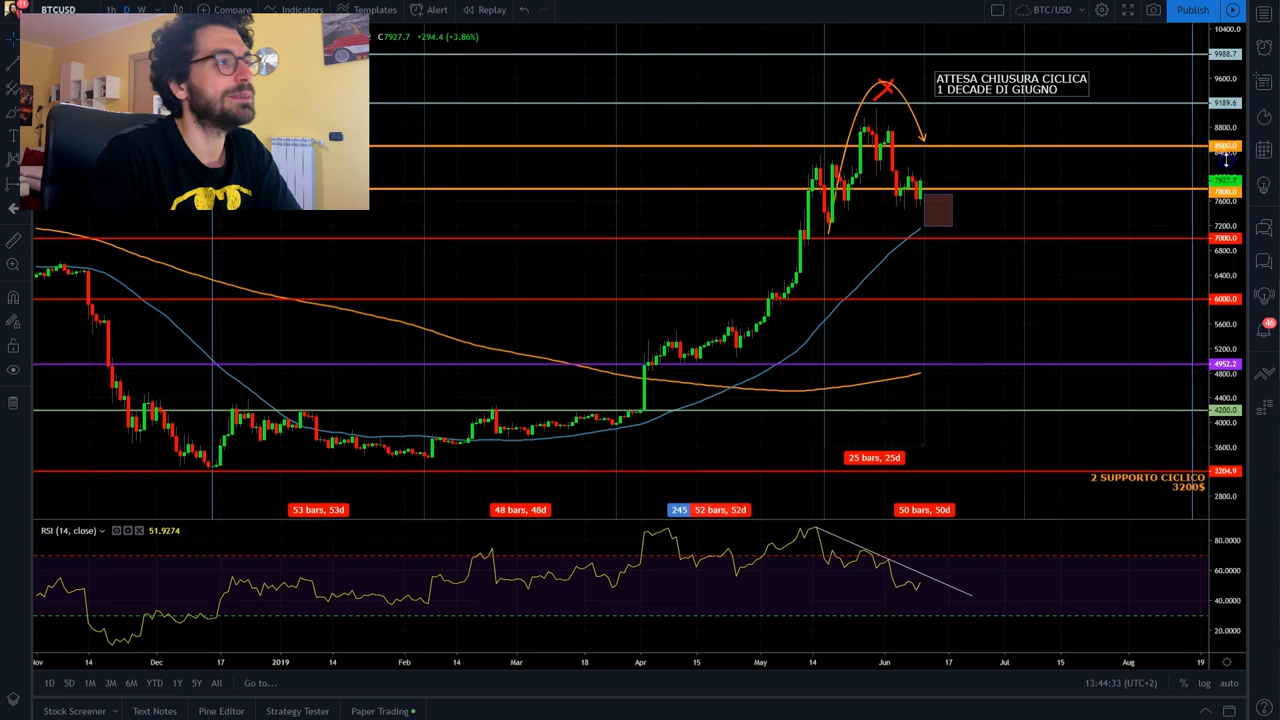 11
BTCUSD
1h D W
Compare
Indicators
Templates
Alert
Replay
BTC/USD
Publish
C7927.7 +294.4 (+3.86%)
10400.0
9988.7
9600.0
9189.6
8800.0
8500.0
7927.7
7800.0
7600.0
7200.0
7000.0
6800.0
6400.0
6000.0
5600.0
5200.0
4952.2
4800.0
4400.0
4200.0
4000.0
3600.0
3204.9
2800.0
ATTESA CHIUSURA CICLICA
1 DECADE DI GIUGNO
46
25 bars, 25d
2 SUPPORTO CICLICO
3200$
53 bars, 53d
48 bars, 48d
245
52 bars, 52d
50 bars, 50d
RSI (14, close)
51.9274
80.0000
60.0000
40.0000
20.0000
Nov 14 Dec 17 2019 14 Feb 14 Mar 18 Apr 15 May 14 Jun 17 Jul 15 Aug 19
1D 5D 1M 3M 6M YTD 1Y 5Y All Go to...
13:44:33 (UTC+2) % log auto
Stock Screener Text Notes Pine Editor Strategy Tester Paper Trading